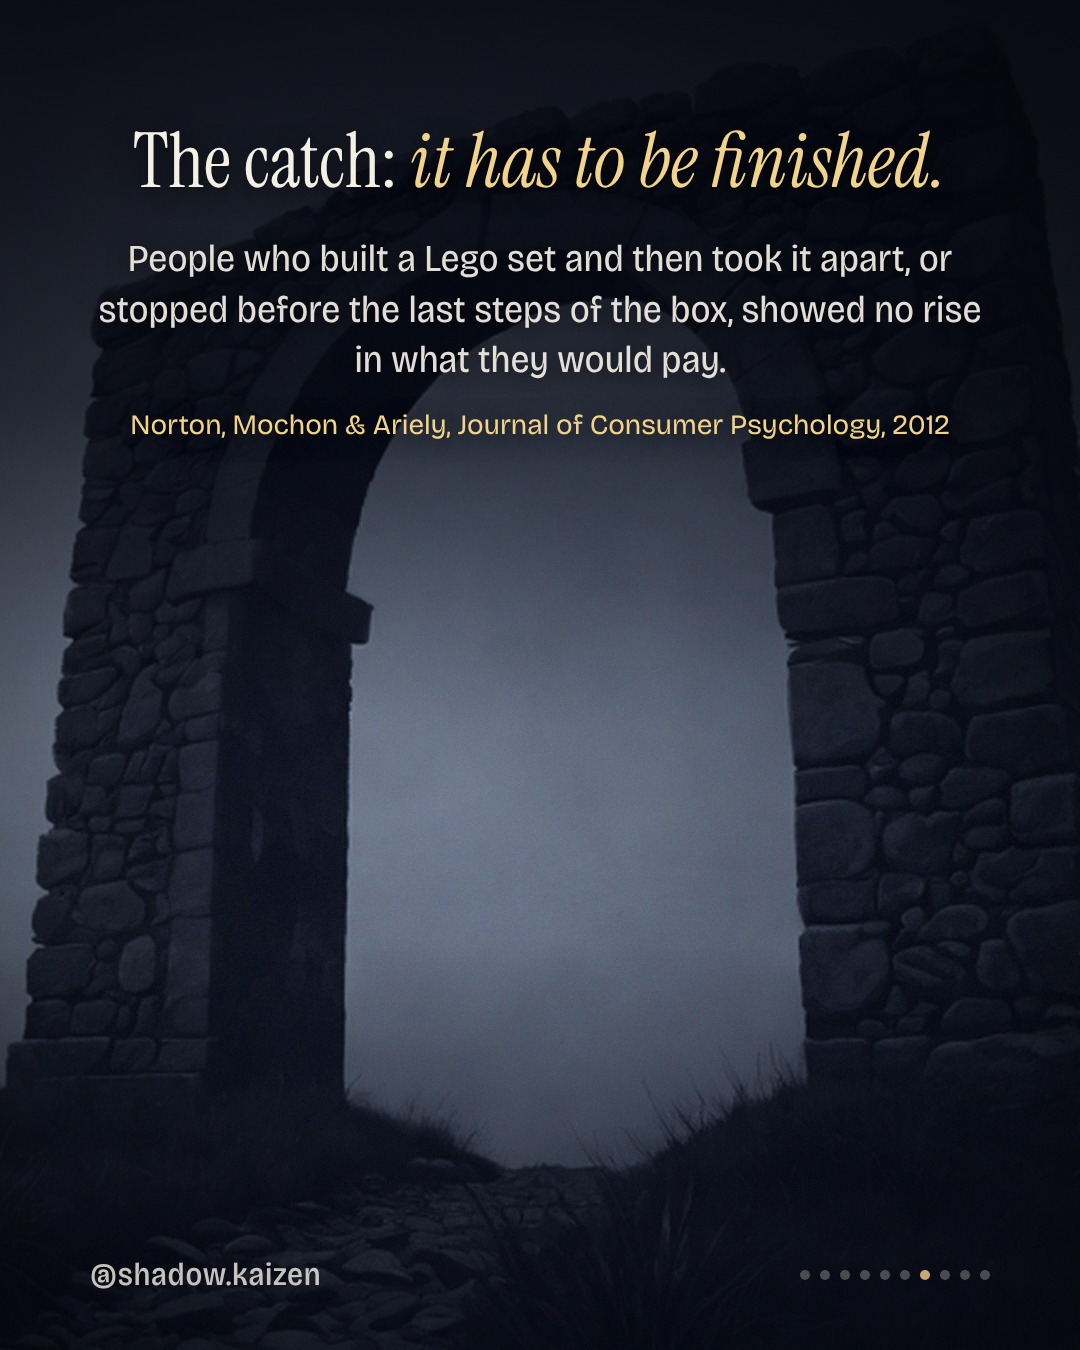 The catch: it has to be finished.
People who built a Lego set and then took it apart, or
stopped before the last steps of the box, showed no rise
in what they would pay.
Norton, Mochon & Ariely, Journal of Consumer Psychology, 2012
@shadow.kaizen